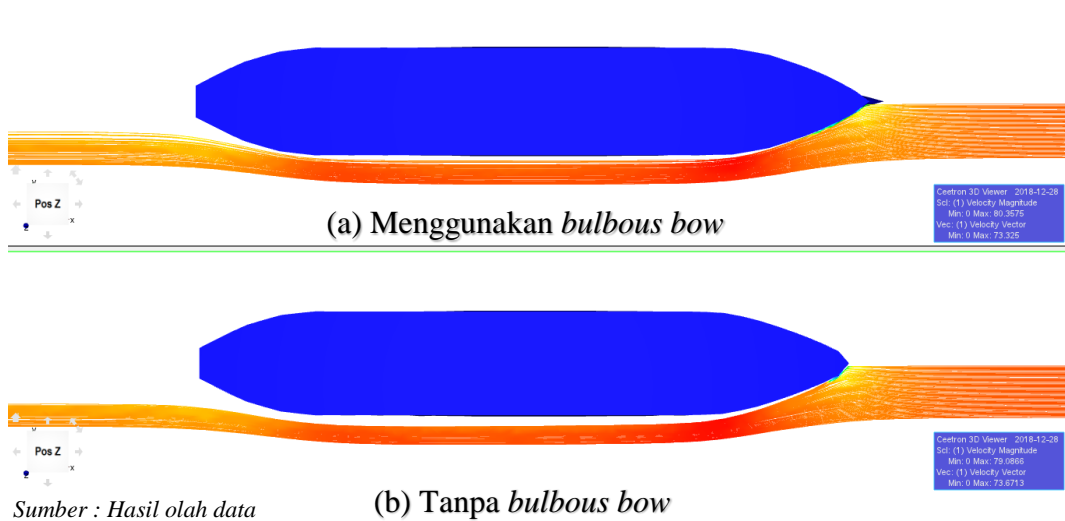 Pos Z
X
Z
Ceetron 3D Viewer 2018-12-28
Scl: (1) Velocity Magnitude
Min: 0 Max: 80.3575
Vec: (1) Velocity Vector
Min: 0 Max: 73.325
(a) Menggunakan bulbous bow
Pos Z
X
Ceetron 3D Viewer 2018-12-28
Scl: (1) Velocity Magnitude
Min: 0 Max: 79.0866
Vec: (1) Velocity Vector
Min: 0 Max: 73.6713
(b) Tanpa bulbous bow
Sumber : Hasil olah data